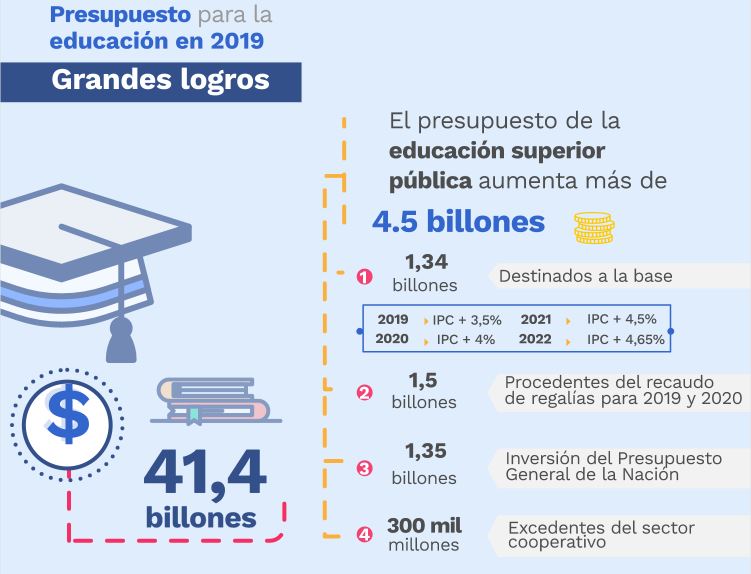 Presupuesto para la
educación en 2019
Grandes logros
El presupuesto de la
educación superior
pública aumenta más de
4.5 billones
1
1,34
billones
Destinados a la base
2019 IPC + 3,5% 2021 IPC + 4,5%
2020 IPC + 4% 2022 IPC + 4,65%
2
1,5
billones
Procedentes del recaudo
de regalías para 2019 y 2020
3
1,35
billones
Inversión del Presupuesto
General de la Nación
4
300 mil
millones
Excedentes del sector
cooperativo
$
41,4
billones